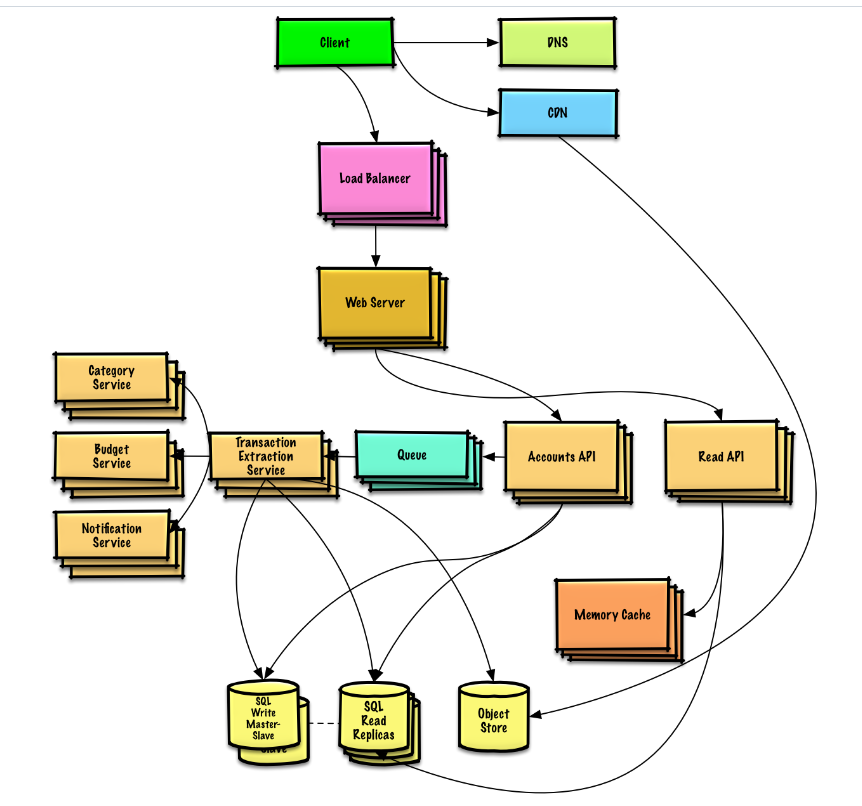 Client
DNS
CDN
Load Balancer
Web Server
Category
Service
Budget
Service
Notification
Service
Transaction
Extraction
Service
Queue
Accounts API
Read API
Memory Cache
SQL
Write
Master-
Slave
Slave
SQL
Read
Replicas
Object
Store